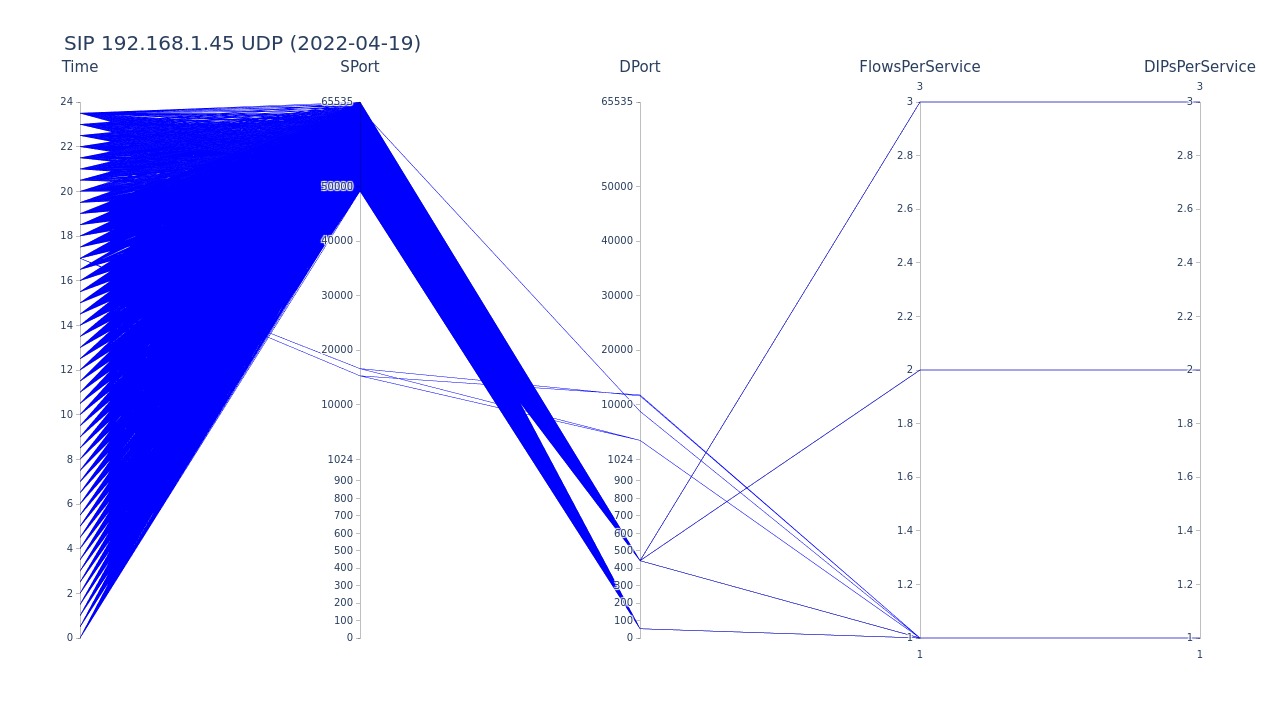 SIP 192.168.1.45 UDP (2022-04-19)
Time SPort DPort FlowsPerService DIPsPerService
3 3
24 65535 65535 3 3
22 2.8 2.8
20 50000 50000 2.6 2.6
18 40000 40000 2.4 2.4
16 30000 30000 2.2 2.2
14 20000 20000 2 2
12 10000 10000 1.8 1.8
10 1024 1024 1.6 1.6
8 900 900 1.4 1.4
6 800 800 1.2 1.2
4 700 700 1 1
2 600 600
0 500 500
400 400
300 300
200 200
100 100
0 0
1 1